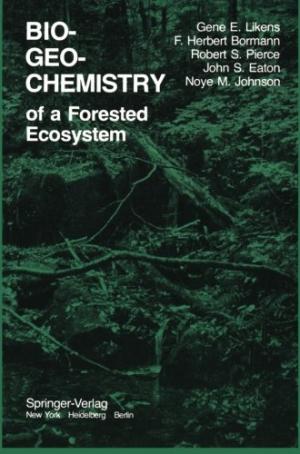 BIO-
GEO-
CHEMISTRY
of a Forested
Ecosystem
Gene E. Likens
F. Herbert Bormann
Robert S. Pierce
John S. Eaton
Noye M. Johnson
Springer-Verlag
New York Heidelberg Berlin